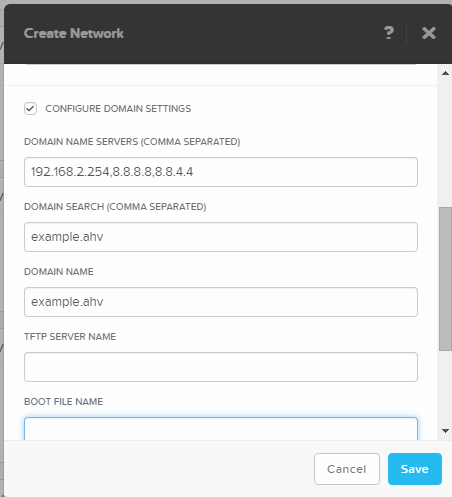 Create Network
?
CONFIGURE DOMAIN SETTINGS
DOMAIN NAME SERVERS (COMMA SEPARATED)
192.168.2.254,8.8.8.8,8.8.4.4
DOMAIN SEARCH (COMMA SEPARATED)
example.ahv
DOMAIN NAME
example.ahv
TFTP SERVER NAME
BOOT FILE NAME
Cancel Save